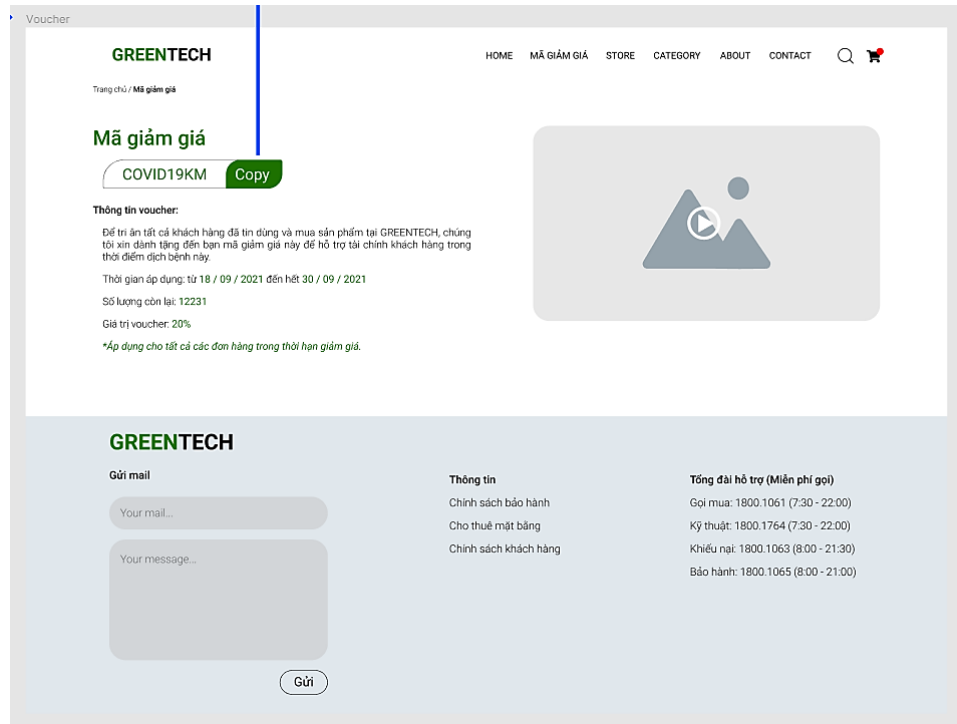 Voucher
GREENTECH
HOME MÃ GIẢM GIÁ STORE CATEGORY ABOUT CONTACT
Trang chủ / Mã giảm giá
Mã giảm giá
COVID19KM Copy
Thông tin voucher:
Để tri ân tất cả khách hàng đã tin dùng và mua sản phẩm tại GREENTECH, chúng
tôi xin dành tặng đến bạn mã giảm giá này để hỗ trợ tài chính khách hàng trong
thời điểm dịch bệnh này.
Thời gian áp dụng: từ 18 / 09 / 2021 đến hết 30 / 09 / 2021
Số lượng còn lại: 12231
Giá trị voucher: 20%
*Áp dụng cho tất cả các đơn hàng trong thời hạn giảm giá.
GREENTECH
Gửi mail
Your mail...
Your message...
Gửi
Thông tin
Chính sách bảo hành
Cho thuê mặt bằng
Chính sách khách hàng
Tổng đài hỗ trợ (Miễn phí gọi)
Gọi mua: 1800.1061 (7:30 - 22:00)
Kỹ thuật: 1800.1764 (7:30 - 22:00)
Khiếu nại: 1800.1063 (8:00 - 21:30)
Bảo hành: 1800.1065 (8:00 - 21:00)